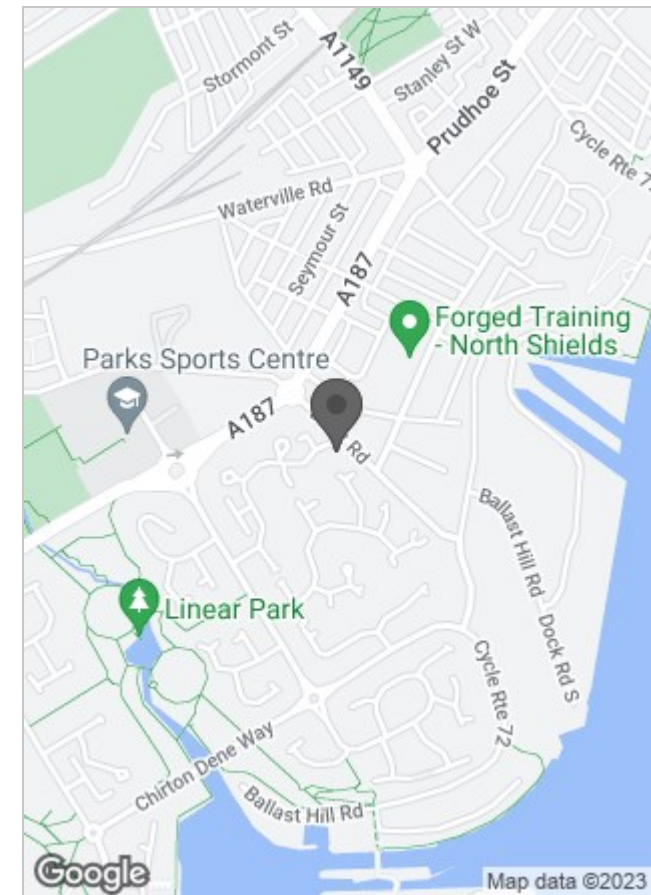 Stormont St
A1149
Stanley St W
Prudhoe St
Cycle Rte 7
Waterville Rd
Seymour St
A187
Forged Training
- North Shields
Parks Sports Centre
A187
Rd
Ballast Hill Rd
Dock Rd S
Linear Park
Cycle Rte 72
Chirton Dene Way
Ballast Hill Rd
Google
Map data ©2023